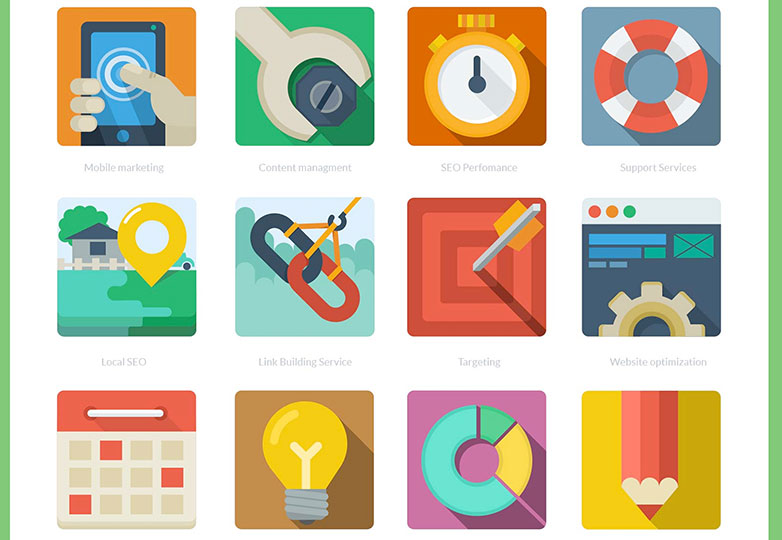 Mobile marketing
Content managment
SEO Perfomance
Support Services
Local SEO
Link Building Service
Targeting
Website optimization